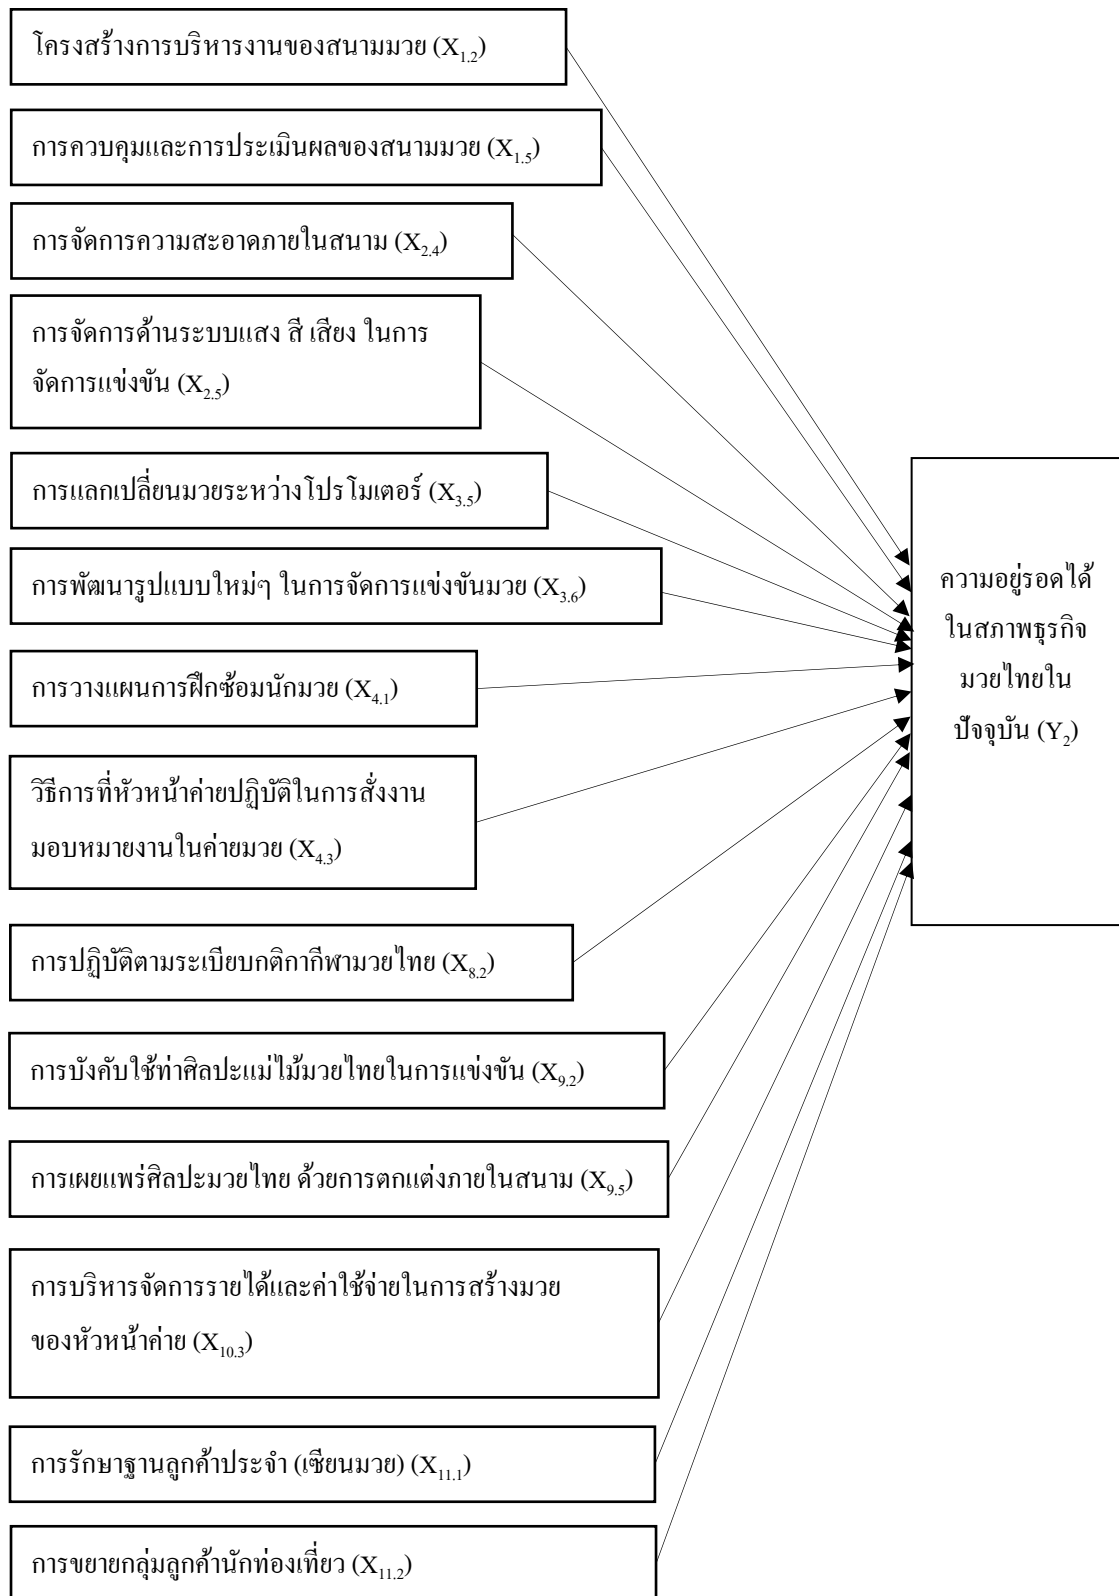 โครงสร้างการบริหารงานของสนามมวย (X1.2)
การควบคุมและการประเมินผลของสนามมวย (X1.5)
การจัดการความสะอาดภายในสนาม (X2.4)
การจัดการด้านระบบแสง สี เสียง ในการ
จัดการแข่งขัน (X2.5)
การแลกเปลี่ยนมวยระหว่างโปรโมเตอร์ (X3.5)
การพัฒนารูปแบบใหม่ๆ ในการจัดการแข่งขันมวย (X3.6)
การวางแผนการฝึกซ้อมนักมวย (X4.1)
วิธีการที่หัวหน้าค่ายปฏิบัติในการสั่งงาน
มอบหมายงานในค่ายมวย (X4.3)
การปฏิบัติตามระเบียบกติกากีฬามวยไทย (X8.2)
การบังคับใช้ท่าศิลปะแม่ไม้มวยไทยในการแข่งขัน (X9.2)
การเผยแพร่ศิลปะมวยไทย ด้วยการตกแต่งภายในสนาม (X9.5)
การบริหารจัดการรายได้และค่าใช้จ่ายในการสร้างมวย
ของหัวหน้าค่าย (X10.3)
การรักษาฐานลูกค้าประจำ (เซียนมวย) (X11.1)
การขยายกลุ่มลูกค้านักท่องเที่ยว (X11.2)
ความอยู่รอดได้
ในสภาพธุรกิจ
มวยไทยใน
ปัจจุบัน (Y2)